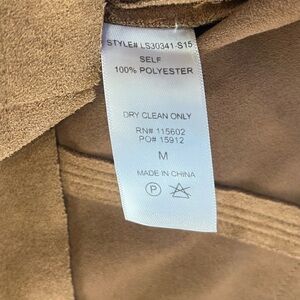 STYLE# LS30341-S15
SELF
100% POLYESTER
DRY CLEAN ONLY
RN# 115602
PO# 15912
M
MADE IN CHINA
P